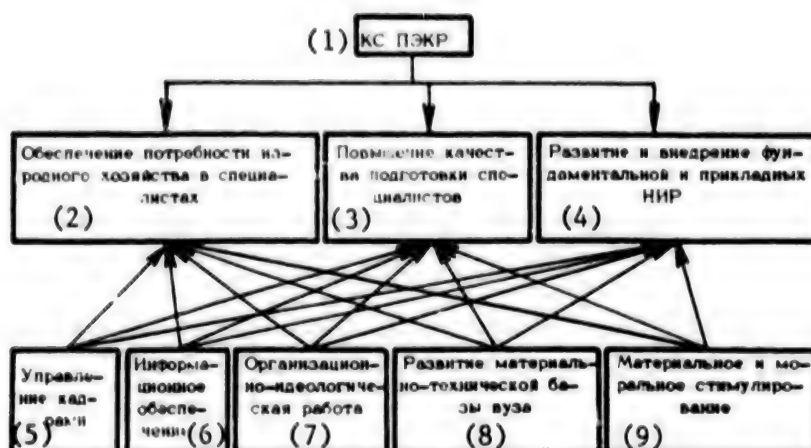 (1) КС ПЭКР
Обеспечение потребности на-
родного хозяйства в специа-
листах
(2)
Повышение качест-
ва подготовки спе-
циалистов
(3)
Развитие и внедрение фун-
даментальной и прикладных
НИР
(4)
Управле-
ние кад-
рами
(5)
Информа-
ционное
обеспе-
чение
(6)
Организацион-
но-идеологиче-
ская работа
(7)
Развитие материаль-
но-технической ба-
зы вуза
(8)
Материальное и мо-
ральное стимулиро-
вание
(9)